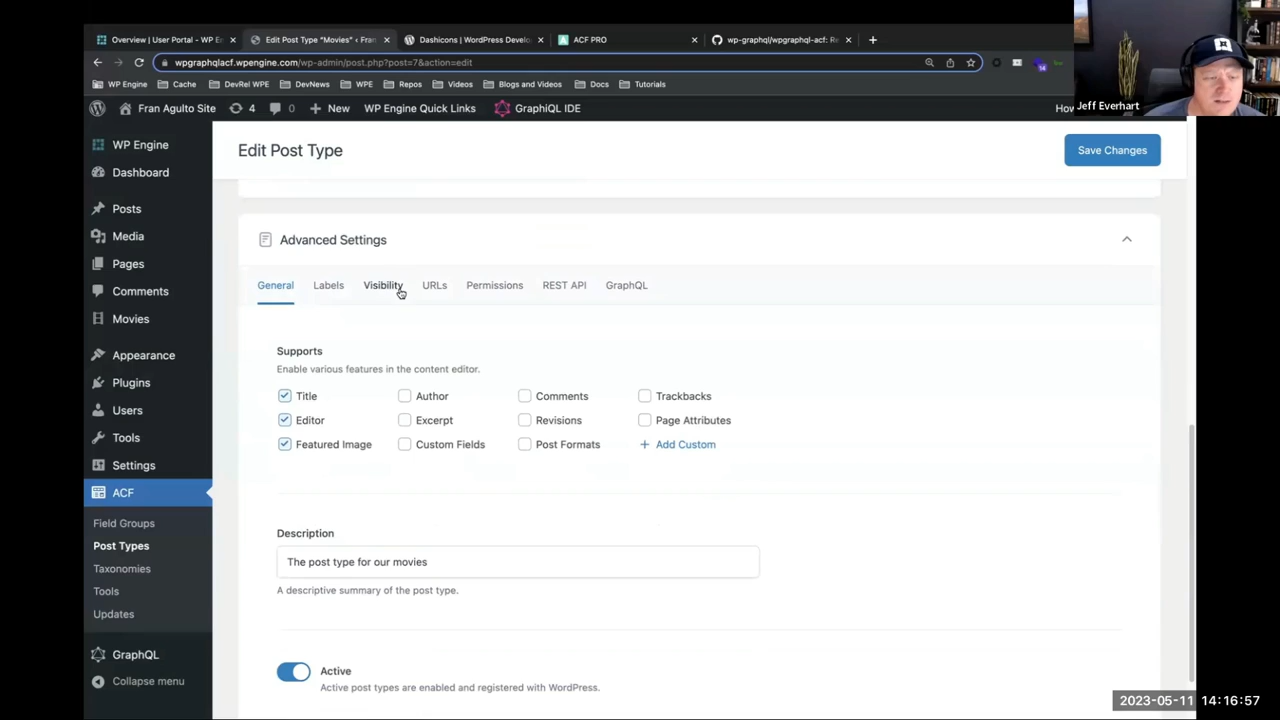 Overview | User Portal - WP E
Edit Post Type "Movies" ‹ Fran
Dashicons | WordPress Develo
ACF PRO
wp-graphql/wpgraphql-acf: Re
wpgraphqlacf.wpengine.com/wp-admin/post.php?post=7&action=edit
WP Engine
Cache
DevRel WPE
DevNews
WPE
Repos
Videos
Blogs and Videos
Docs
Tutorials
Jeff Everhart
Fran Agulto Site
4
0
New
WP Engine Quick Links
GraphiQL IDE
How
WP Engine
Dashboard
Posts
Media
Pages
Comments
Movies
Appearance
Plugins
Users
Tools
Settings
ACF
Field Groups
Post Types
Taxonomies
Tools
Updates
GraphQL
Collapse menu
Edit Post Type
Save Changes
Advanced Settings
General Labels Visibility URLs Permissions REST API GraphQL
Supports
Enable various features in the content editor.
Title Author Comments Trackbacks
Editor Excerpt Revisions Page Attributes
Featured Image Custom Fields Post Formats + Add Custom
Description
The post type for our movies
A descriptive summary of the post type.
Active
Active post types are enabled and registered with WordPress.
2023-05-11 14:16:57